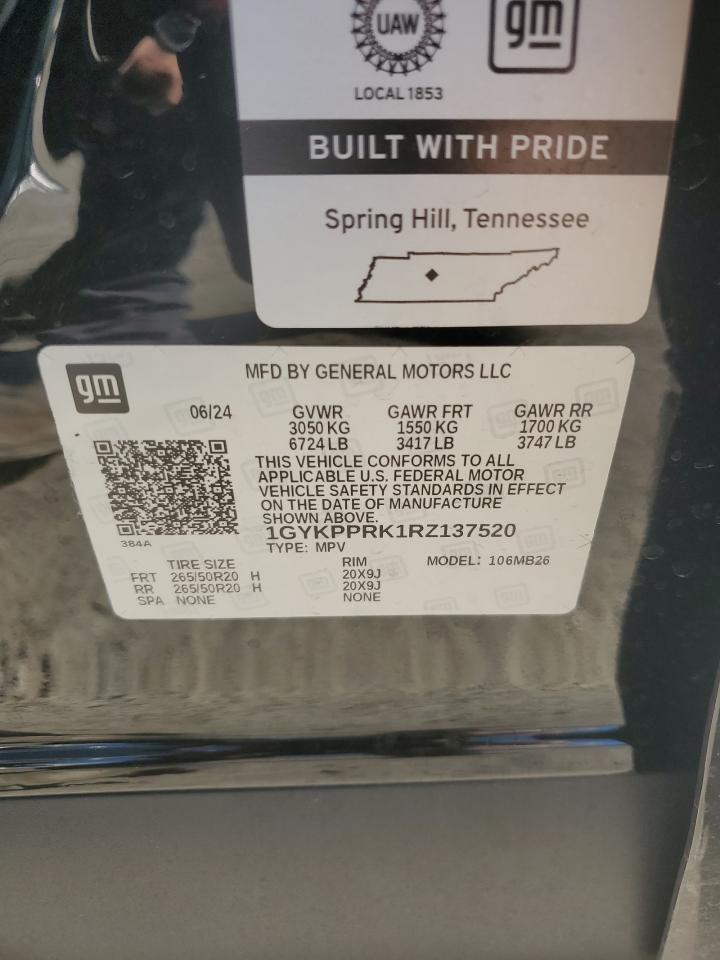 UAW
gm
LOCAL 1853
BUILT WITH PRIDE
Spring Hill, Tennessee
gm
MFD BY GENERAL MOTORS LLC
06/24 GVWR GAWR FRT GAWR RR
3050 KG 1550 KG 1700 KG
6724 LB 3417 LB 3747 LB
THIS VEHICLE CONFORMS TO ALL
APPLICABLE U.S. FEDERAL MOTOR
VEHICLE SAFETY STANDARDS IN EFFECT
ON THE DATE OF MANUFACTURE
SHOWN ABOVE.
1GYKPPRK1RZ137520
384A
TYPE: MPV
TIRE SIZE RIM MODEL: 106MB26
FRT 265/50R20 H 20X9J
RR 265/50R20 H 20X9J
SPA NONE NONE